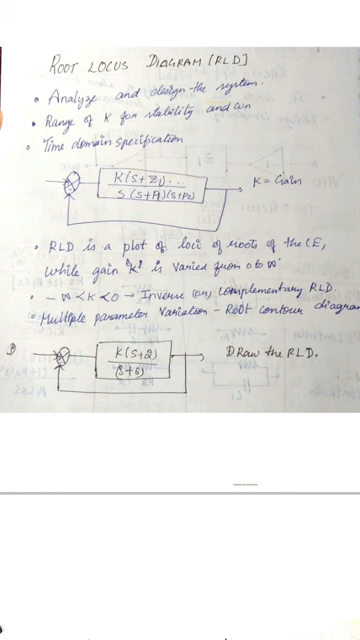 ROOT LOCUS DIAGRAM [RLD]
• Analyze and design the system.
• Range of K for stability and ωn
• Time domain specification
K(S+Z1)...
S(S+P1)(S+P2)
K = Gain
• RLD is a plot of loci of roots of the CE,
while gain "K" is varied from 0 to ∞
• -∞ < K < 0 → Inverse (or) complementary RLD.
• Multiple parameter variation - Root contour diagram
K(S+2)
(S+6)
DRaw the RLD.